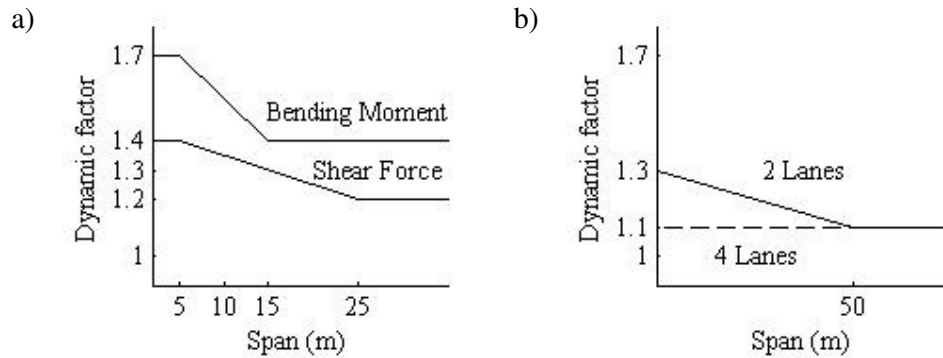 a)
Dynamic factor
1.7
1.4
1.3
1.2
1
Bending Moment
Shear Force
5 10 15 25
Span (m)
b)
Dynamic factor
1.7
1.3
1.1
1
2 Lanes
4 Lanes
50
Span (m)